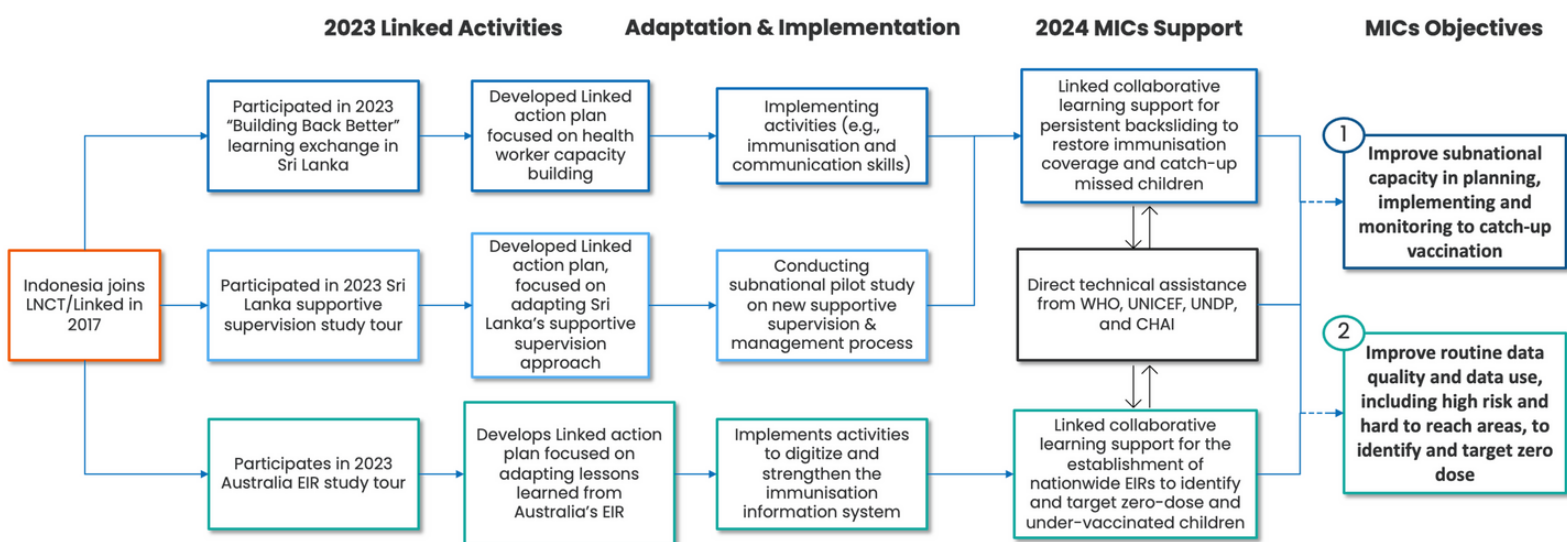 2023 Linked Activities
Adaptation & Implementation
2024 MICs Support
MICs Objectives
Indonesia joins
LNCT/Linked in
2017
Participated in 2023
“Building Back Better”
learning exchange in
Sri Lanka
Developed Linked
action plan
focused on health
worker capacity
building
Implementing
activities (e.g.,
immunisation and
communication skills)
Linked collaborative
learning support for
persistent backsliding to
restore immunisation
coverage and catch-up
missed children
1
Improve subnational
capacity in planning,
implementing and
monitoring to catch-up
vaccination
Participated in 2023 Sri
Lanka supportive
supervision study tour
Developed Linked
action plan,
focused on
adapting Sri
Lanka’s supportive
supervision
approach
Conducting
subnational pilot study
on new supportive
supervision &
management process
Direct technical assistance
from WHO, UNICEF, UNDP,
and CHAI
2
Improve routine data
quality and data use,
including high risk and
hard to reach areas, to
identify and target zero
dose
Participates in 2023
Australia EIR study tour
Develops Linked action
plan focused on
adapting lessons
learned from
Australia’s EIR
Implements activities
to digitize and
strengthen the
immunisation
information system
Linked collaborative
learning support for the
establishment of
nationwide EIRs to identify
and target zero-dose and
under-vaccinated children